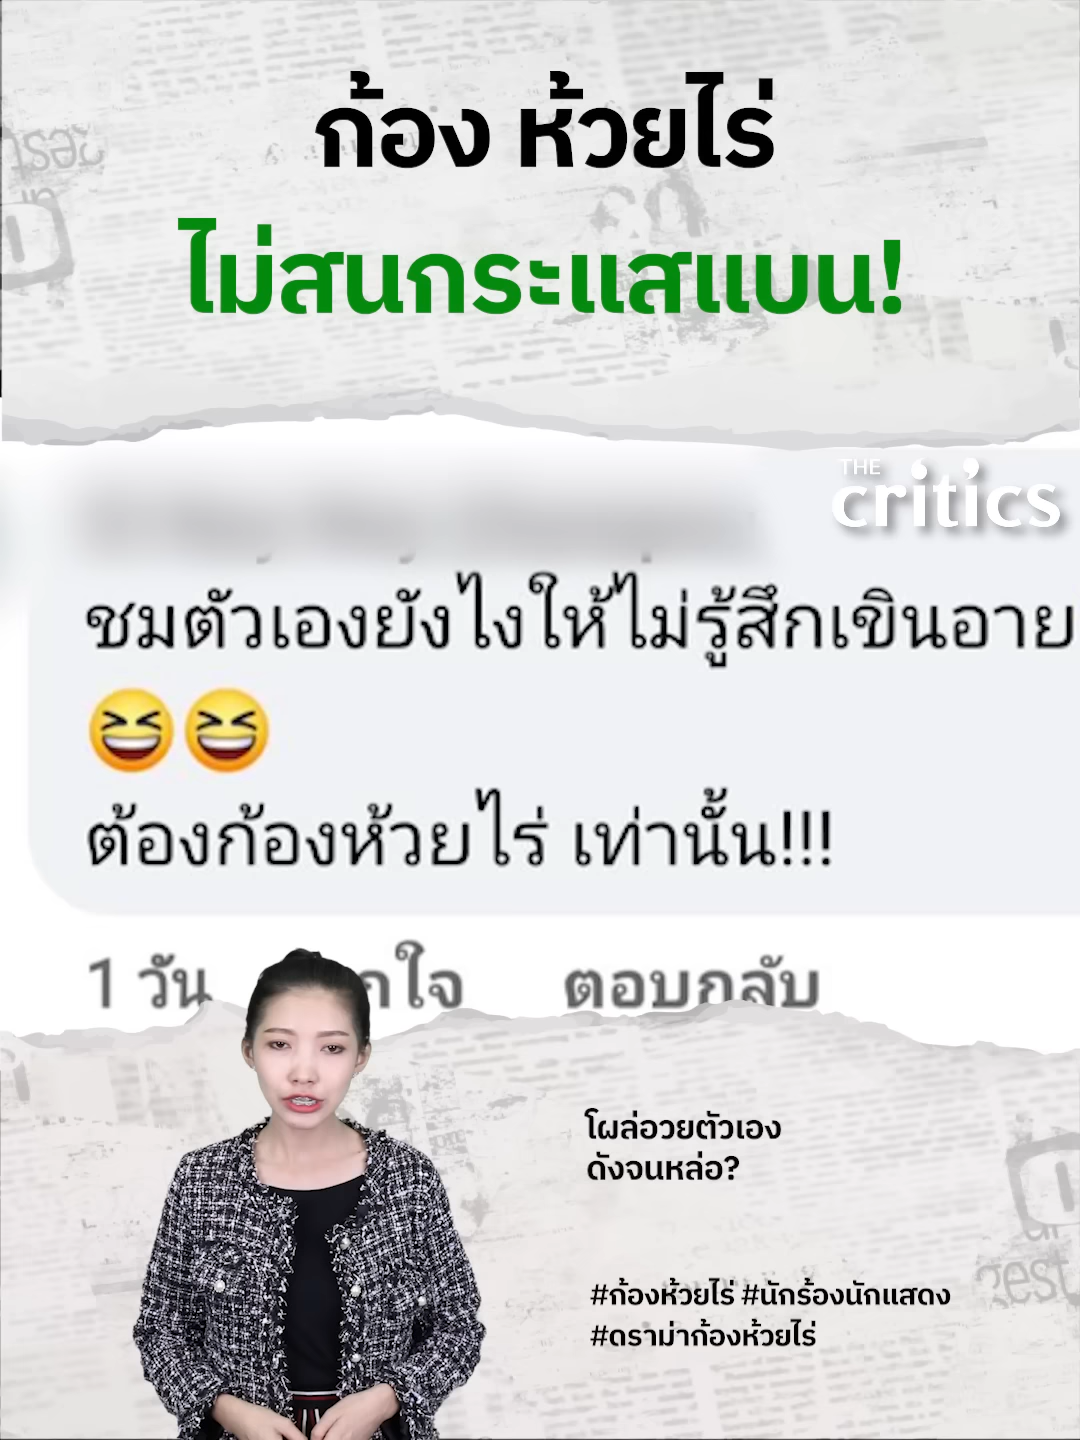 ก้อง ห้วยไร่
ไม่สนกระแสแบน!
THE
critics
ชมตัวเองยังไงให้ไม่รู้สึกเขินอาย
😆😆
ต้องก้องห้วยไร่ เท่านั้น!!!
1 วัน กใจ ตอบกลับ
โผล่อวยตัวเอง
ดังจนหล่อ?
#ก้องห้วยไร่ #นักร้องนักแสดง
#ดราม่าก้องห้วยไร่